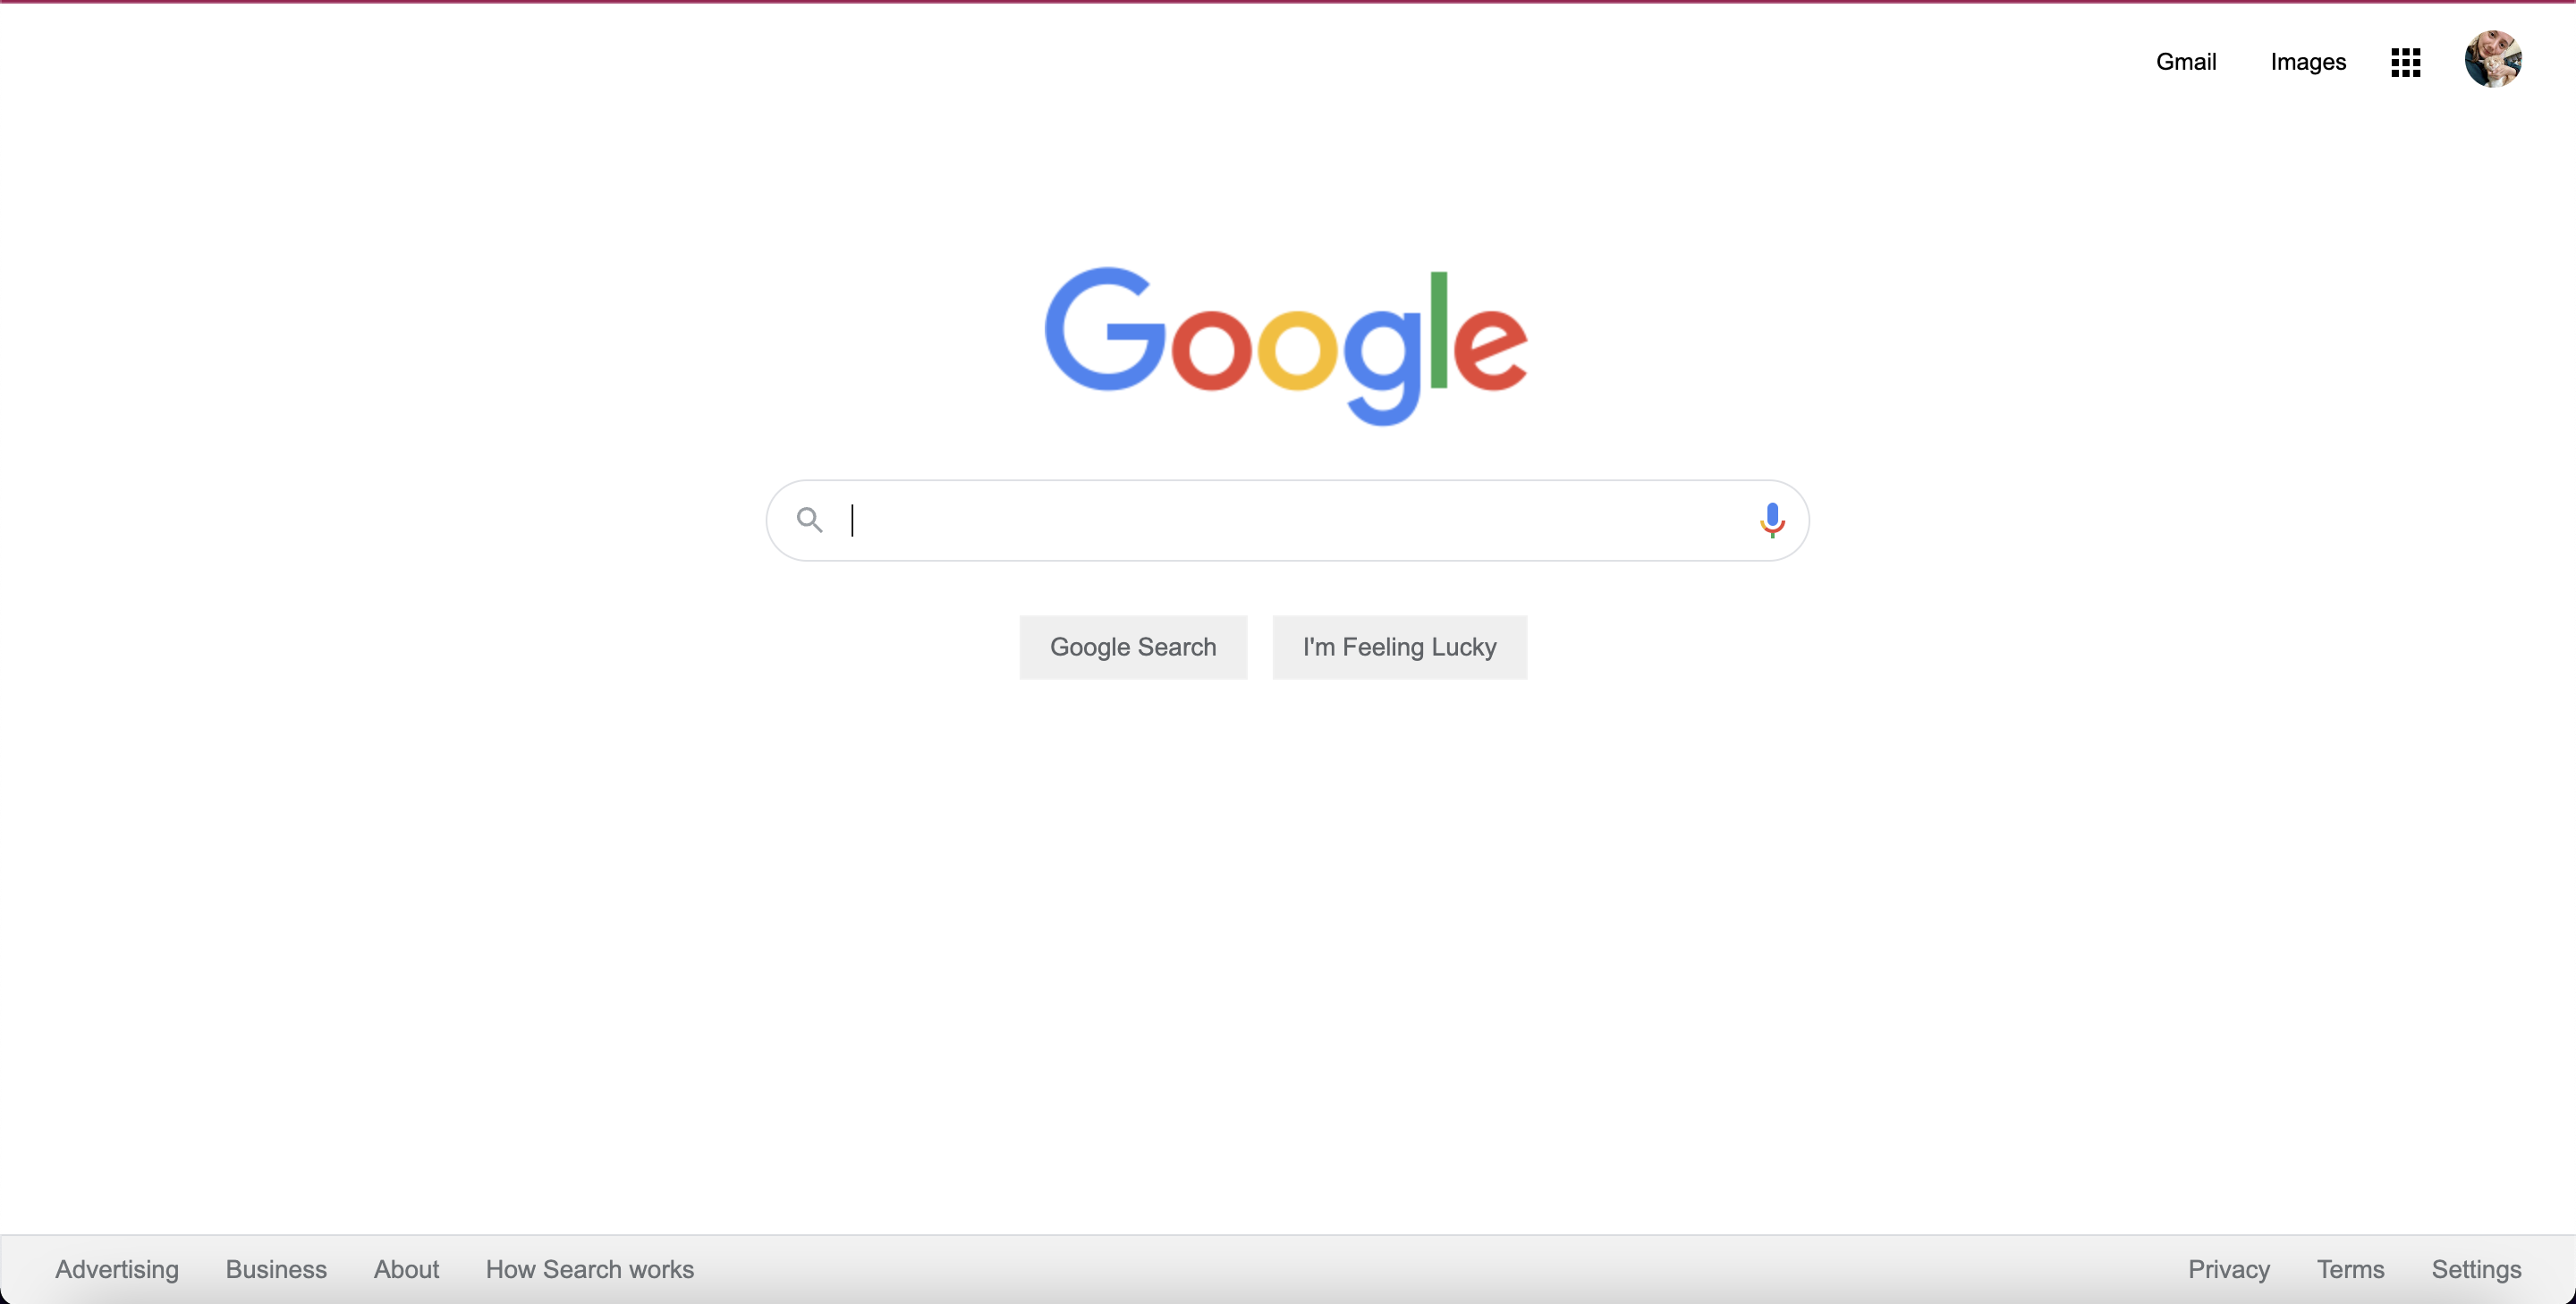 Gmail Images
Google
Google Search I'm Feeling Lucky
Advertising Business About How Search works Privacy Terms Settings